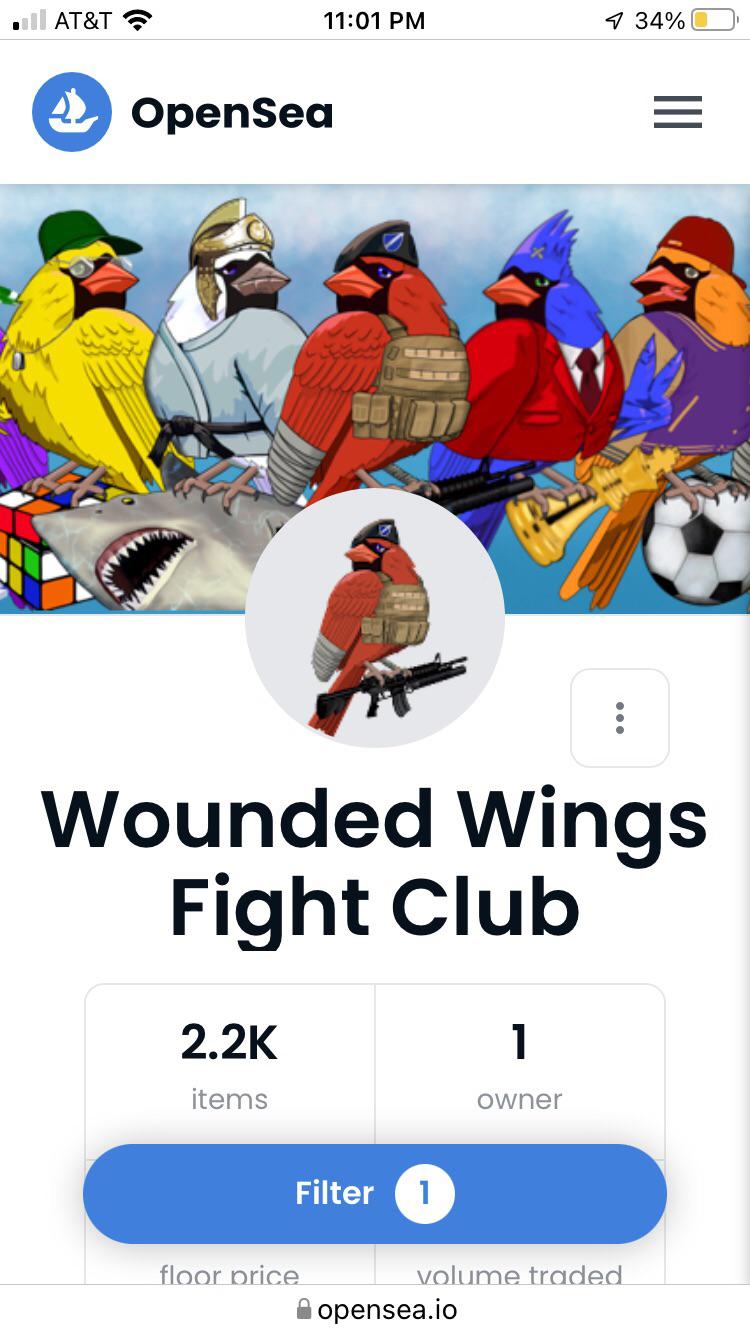 AT&T 11:01 PM 34%
OpenSea
Wounded Wings
Fight Club
2.2K 1
items owner
Filter 1
floor price volume traded
opensea.io